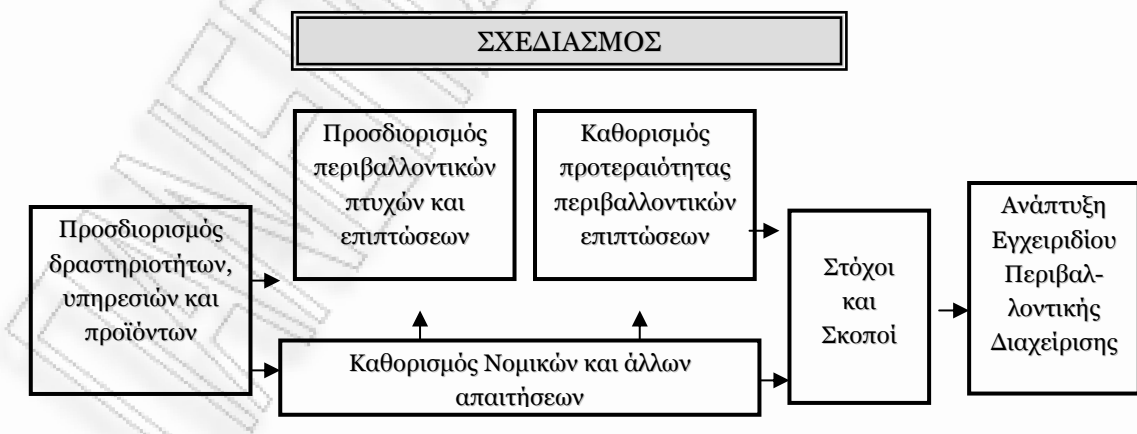 ΣΧΕΔΙΑΣΜΟΣ
Προσδιορισμός
δραστηριοτήτων,
υπηρεσιών και
προϊόντων
Προσδιορισμός
περιβαλλοντικών
πτυχών και
επιπτώσεων
Καθορισμός
προτεραιότητας
περιβαλλοντικών
επιπτώσεων
Καθορισμός Νομικών και άλλων
απαιτήσεων
Στόχοι
και
Σκοποί
Ανάπτυξη
Εγχειριδίου
Περιβαλ-
λοντικής
Διαχείρισης